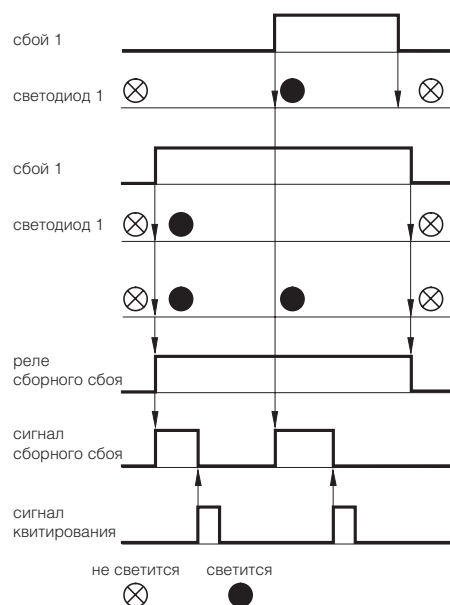 сбой 1
светодиод 1
сбой 1
светодиод 1
реле
сборного сбоя
сигнал
сборного сбоя
сигнал
квитирования
не светится светится